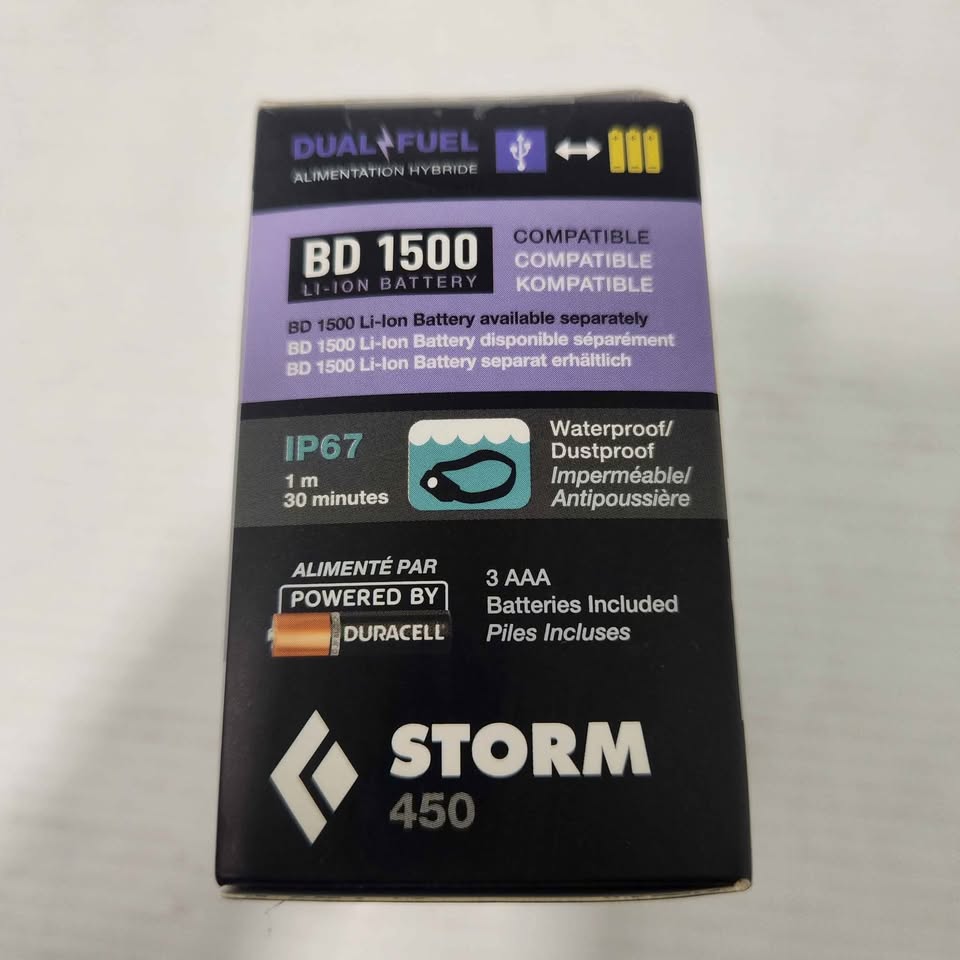 DUAL FUEL
ALIMENTATION HYBRIDE
BD 1500
LI-ION BATTERY
COMPATIBLE
COMPATIBLE
KOMPATIBLE
BD 1500 Li-Ion Battery available separately
BD 1500 Li-Ion Battery disponible séparément
BD 1500 Li-Ion Battery separat erhältlich
IP67
1 m
30 minutes
Waterproof/
Dustproof
Imperméable/
Antipoussière
ALIMENTÉ PAR
POWERED BY
DURACELL
3 AAA
Batteries Included
Piles Incluses
STORM
450